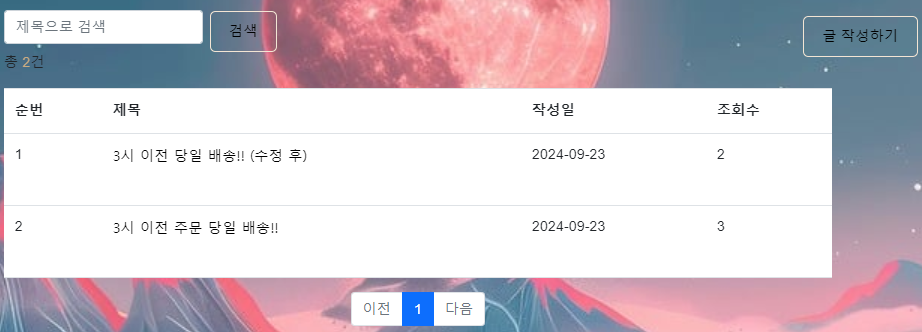 제목으로 검색 검색 글 작성하기
총 2건
순번 제목 작성일 조회수
1 3시 이전 당일 배송!! (수정 후) 2024-09-23 2
2 3시 이전 주문 당일 배송!! 2024-09-23 3
이전 1 다음